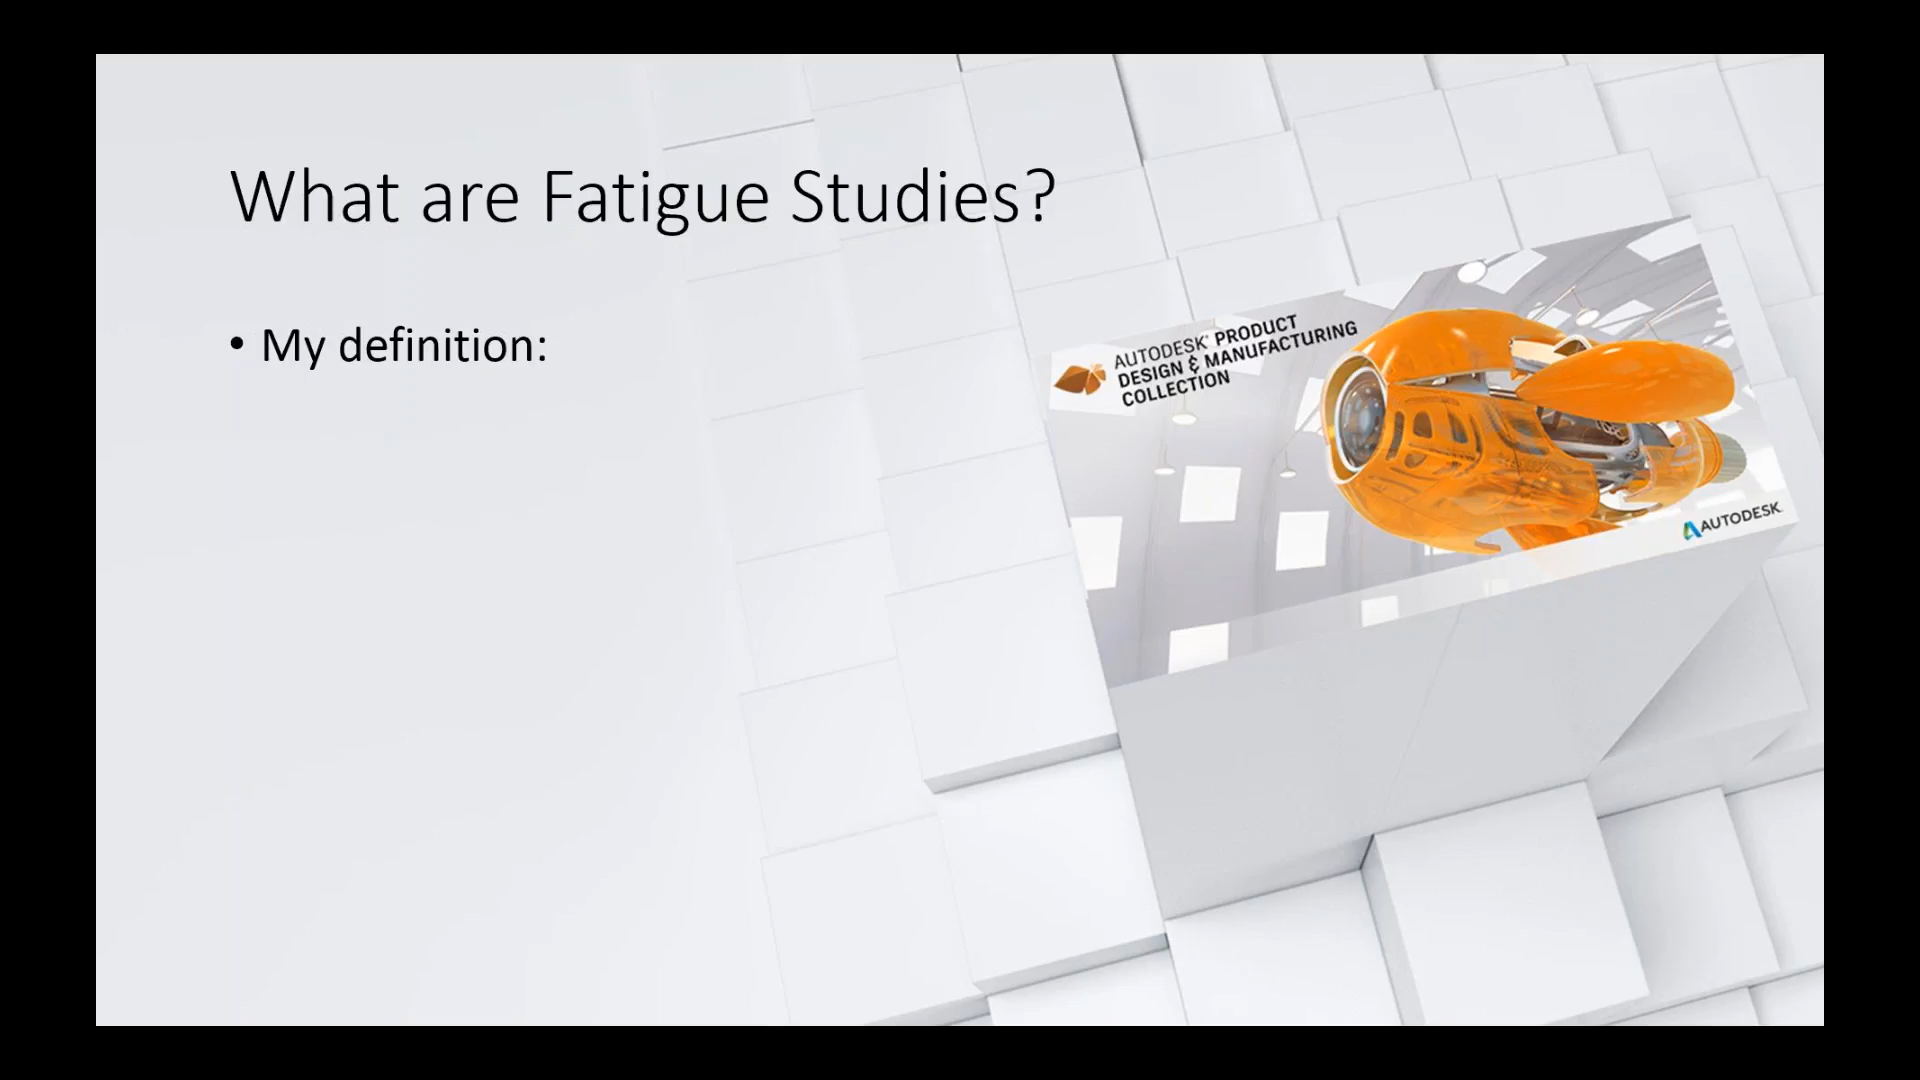 What are Fatigue Studies?
• My definition:
AUTODESK® PRODUCT
DESIGN & MANUFACTURING
COLLECTION
AUTODESK.